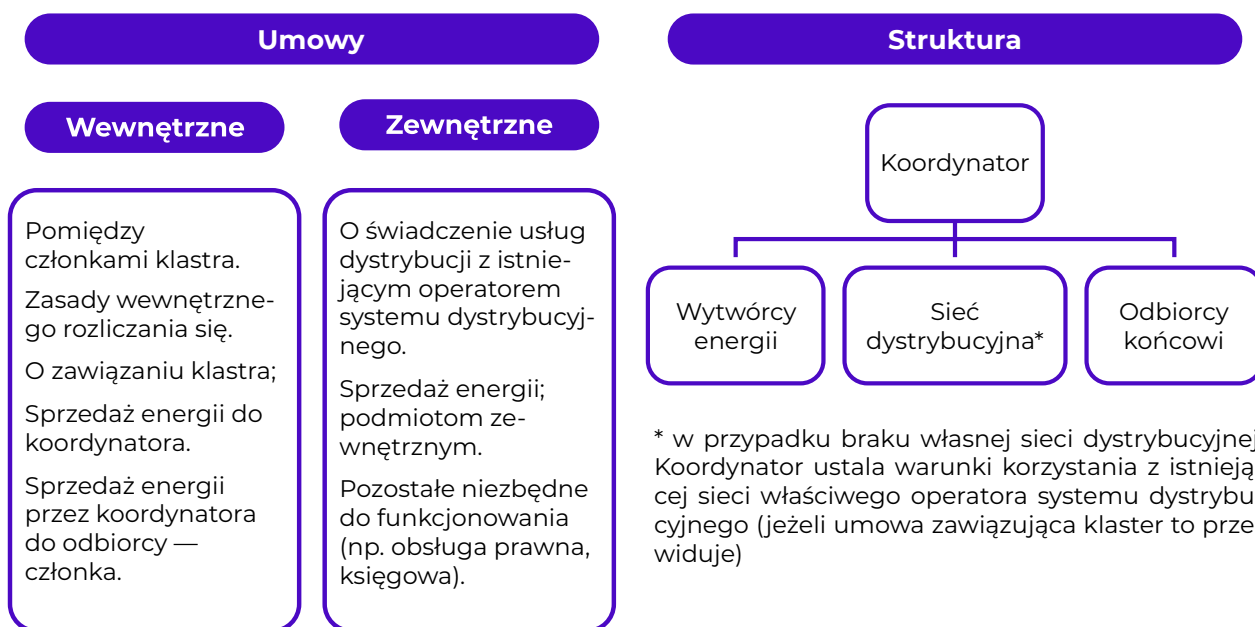 Umowy
Wewnętrzne
Pomiędzy
członkami klastra.
Zasady wewnętrzne-
go rozliczania się.
O zawiązaniu klastra;
Sprzedaż energii do
koordynatora.
Sprzedaż energii
przez koordynatora
do odbiorcy —
członka.
Zewnętrzne
O świadczenie usług
dystrybucji z istnie-
jącym operatorem
systemu dystrybucyj-
nego.
Sprzedaż energii;
podmiotom ze-
wnętrznym.
Pozostałe niezbędne
do funkcjonowania
(np. obsługa prawna,
księgowa).
Struktura
Koordynator
Wytwórcy
energii
Sieć
dystrybucyjna*
Odbiorcy
końcowi
* w przypadku braku własnej sieci dystrybucyjnej
Koordynator ustala warunki korzystania z istnieją
cej sieci właściwego operatora systemu dystrybu
cyjnego (jeżeli umowa zawiązująca klaster to prze
widuje)